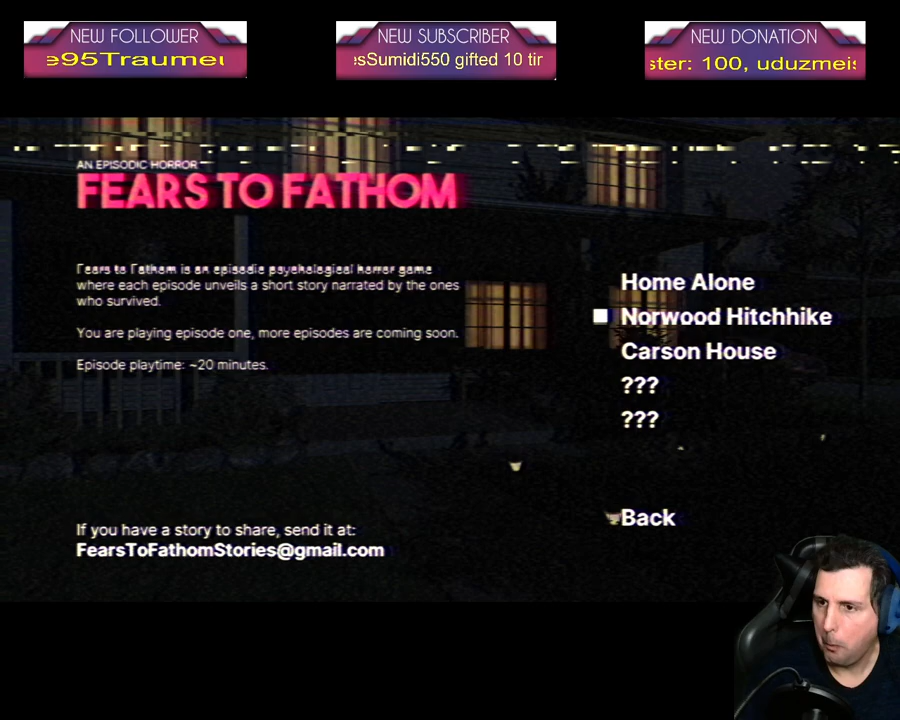 NEW FOLLOWER
NEW SUBSCRIBER
NEW DONATION
e95Traumeu
esSumidi550 gifted 10 tir
ster: 100, uduzmeis
AN EPISODIC HORROR
FEARS TO FATHOM
Fears to Fathom is an episodic psychological horror game
where each episode unveils a short story narrated by the ones
who survived.
You are playing episode one, more episodes are coming soon.
Episode playtime: ~20 minutes.
Home Alone
Norwood Hitchhike
Carson House
???
???
Back
If you have a story to share, send it at:
FearsToFathomStories@gmail.com